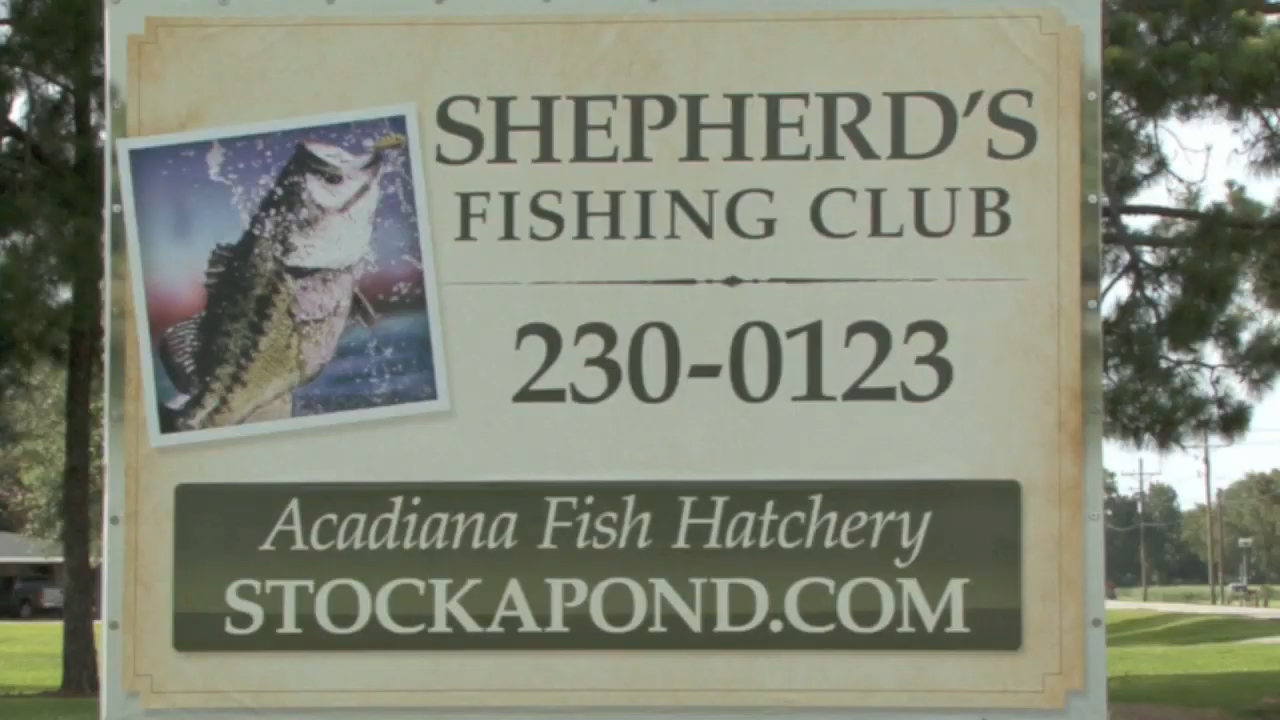 SHEPHERD'S
FISHING CLUB
230-0123
Acadiana Fish Hatchery
STOCKAPOND.COM